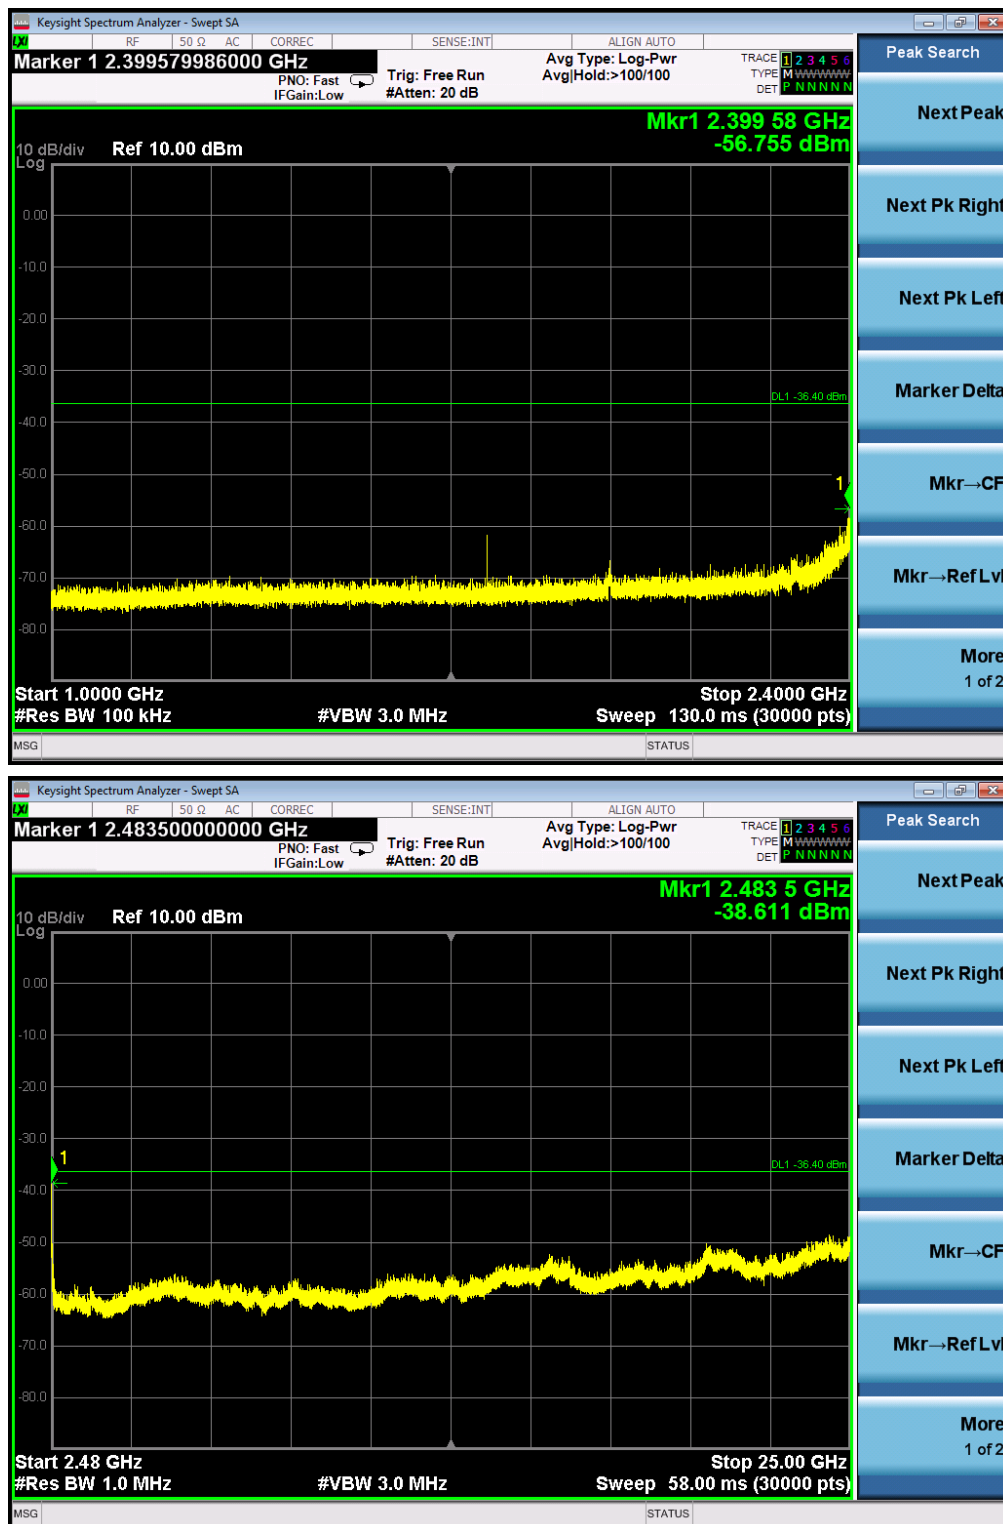 Keysight Spectrum Analyzer - Swept SA
LXI RF 50 Ω AC CORREC SENSE:INT ALIGN AUTO
Marker 1 2.399579986000 GHz
PNO: Fast
IFGain:Low
Trig: Free Run
#Atten: 20 dB
Avg Type: Log-Pwr
Avg|Hold:>100/100
TRACE 1 2 3 4 5 6
TYPE M WWWWW
DET P N N N N N
Mkr1 2.399 58 GHz
-56.755 dBm
10 dB/div Ref 10.00 dBm
Log
0.00
-10.0
-20.0
-30.0
DL1 -36.40 dBm
-40.0
-50.0
1
-60.0
-70.0
-80.0
Start 1.0000 GHz Stop 2.4000 GHz
#Res BW 100 kHz #VBW 3.0 MHz Sweep 130.0 ms (30000 pts)
MSG STATUS
Peak Search
Next Peak
Next Pk Right
Next Pk Left
Marker Delta
Mkr→CF
Mkr→Ref Lvl
More
1 of 2
Keysight Spectrum Analyzer - Swept SA
LXI RF 50 Ω AC CORREC SENSE:INT ALIGN AUTO
Marker 1 2.483500000000 GHz
PNO: Fast
IFGain:Low
Trig: Free Run
#Atten: 20 dB
Avg Type: Log-Pwr
Avg|Hold:>100/100
TRACE 1 2 3 4 5 6
TYPE M WWWWW
DET P N N N N N
Mkr1 2.483 5 GHz
-38.611 dBm
10 dB/div Ref 10.00 dBm
Log
0.00
-10.0
-20.0
-30.0
1
DL1 -36.40 dBm
-40.0
-50.0
-60.0
-70.0
-80.0
Start 2.48 GHz Stop 25.00 GHz
#Res BW 1.0 MHz #VBW 3.0 MHz Sweep 58.00 ms (30000 pts)
MSG STATUS
Peak Search
Next Peak
Next Pk Right
Next Pk Left
Marker Delta
Mkr→CF
Mkr→Ref Lvl
More
1 of 2